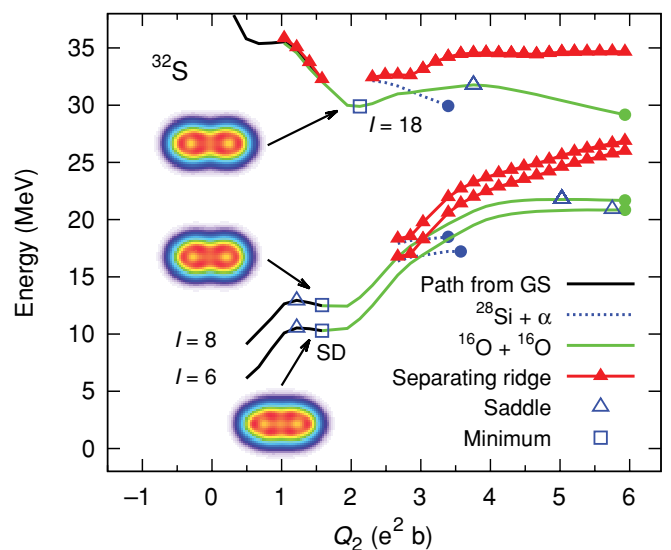 ³²S
35
30
25
20
15
10
5
0
Energy (MeV)
I = 18
I = 8
I = 6
SD
Path from GS
²⁸Si + α
¹⁶O + ¹⁶O
Separating ridge
Saddle
Minimum
−1 0 1 2 3 4 5 6
Q₂ (e² b)